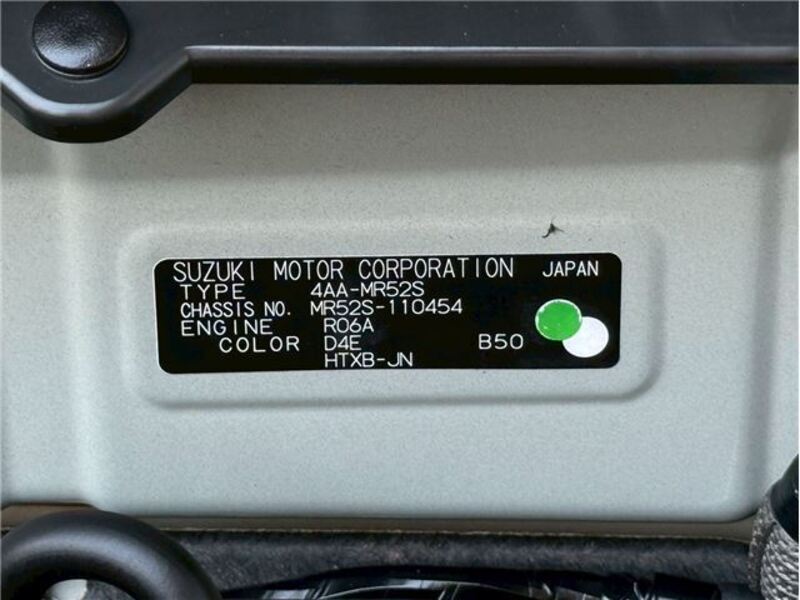 SUZUKI MOTOR CORPORATION JAPAN
TYPE 4AA-MR52S
CHASSIS NO. MR52S-110454
ENGINE R06A
COLOR D4E B50
HTXB-JN